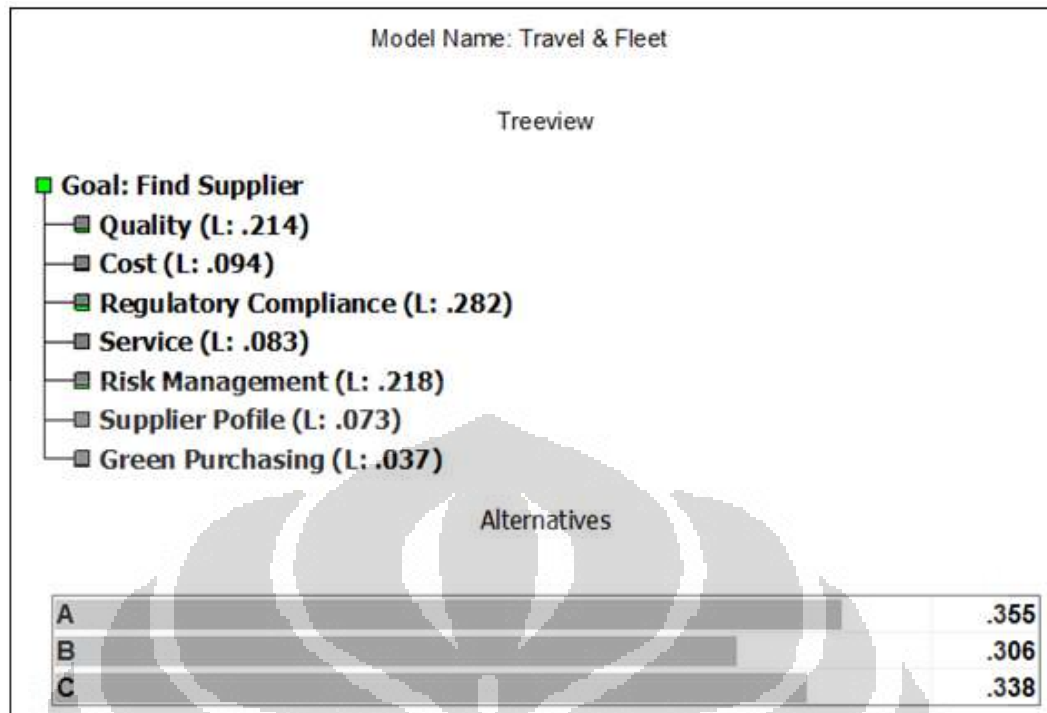 Model Name: Travel & Fleet
Treeview
Goal: Find Supplier
Quality (L: .214)
Cost (L: .094)
Regulatory Compliance (L: .282)
Service (L: .083)
Risk Management (L: .218)
Supplier Pofile (L: .073)
Green Purchasing (L: .037)
Alternatives
A .355
B .306
C .338